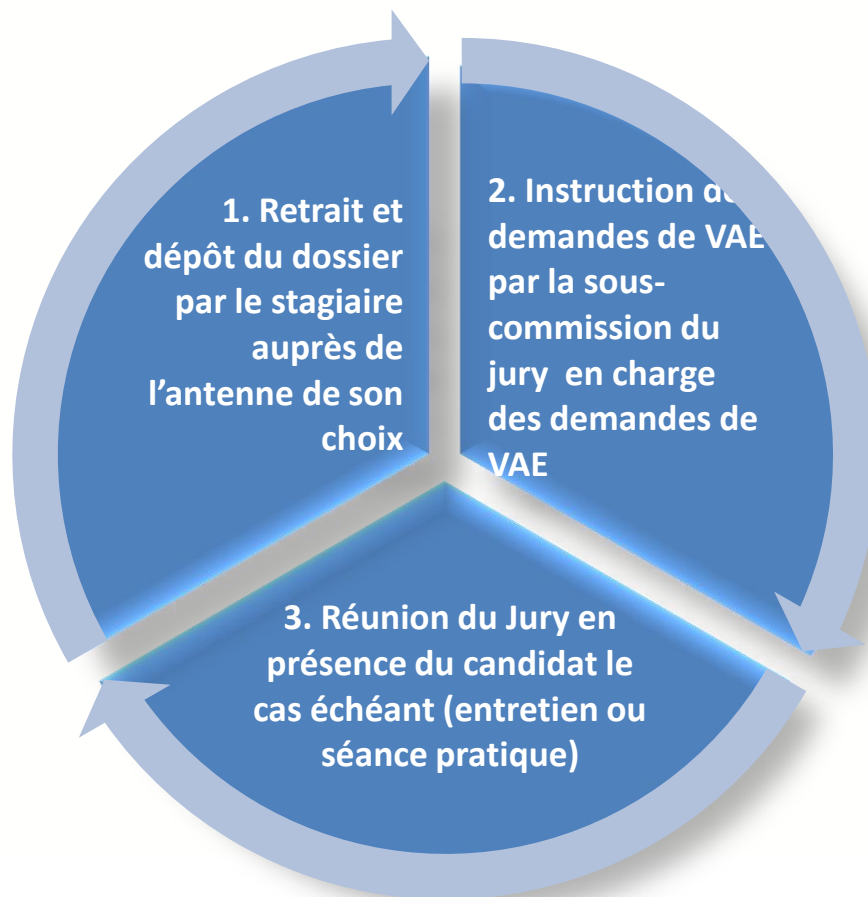 1. Retrait et
dépôt du dossier
par le stagiaire
auprès de
l’antenne de son
choix
2. Instruction de
demandes de VAE
par la sous-
commission du
jury en charge
des demandes de
VAE
3. Réunion du Jury en
présence du candidat le
cas échéant (entretien ou
séance pratique)